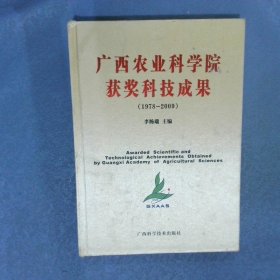 广西农业科学院
获奖科技成果
(1978~2000)
李杨瑞 主编
Awarded Scientific and
Technological Achievements Obtained
by Guangxi Academy of Agricultural Sciences
GXAAS
广西科学技术出版社